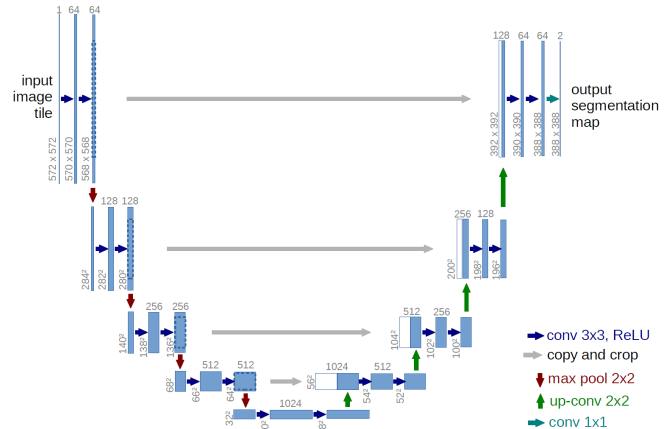 1 64 64
128 64 64 2
input
image
tile
output
segmentation
map
572 x 572
570 x 570
568 x 568
392 x 392
390 x 390
388 x 388
388 x 388
128 128
256 128
284²
282²
280²
200²
198²
196²
256 256
512 256
140²
138²
136²
104²
102²
100²
512 512
1024 512
68²
66²
64²
56²
54²
52²
1024
32²
0²
8²
conv 3x3, ReLU
copy and crop
max pool 2x2
up-conv 2x2
conv 1x1